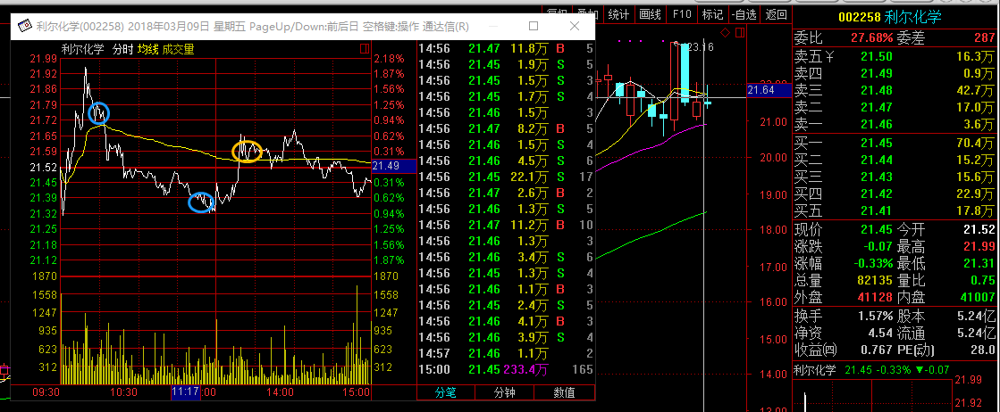 复权 叠加 统计 画线 F10 标记 -自选 返回
利尔化学(002258) 2018年03月09日 星期五 PageUp/Down:前后日 空格键:操作 通达信(R)
利尔化学 分时 均线 成交量
21.99 2.18%
21.92 1.97%
21.86 1.76%
21.79 1.25%
21.72 0.94%
21.65 0.63%
21.59 0.31%
21.52 21.49
21.45 0.31%
21.39 0.62%
21.32 0.94%
21.25 1.25%
21.18 1.56%
21.12 1.87%
1870 1870
1558 1558
1247 1247
935 935
623 623
312 312
09:30 10:30 11:17 :00 14:00 15:00
14:56 21.47 11.8万 B 5
14:56 21.45 1.9万 S 5
14:56 21.45 1.5万 S 3
14:56 21.45 1.7万 S 4
14:56 21.46 1.5万 3
14:56 21.47 8.2万 B 5
14:56 21.46 1.5万 S 4
14:56 21.46 4.5万 S 6
14:56 21.45 22.1万 S 17
14:56 21.47 2.6万 B 2
14:56 21.46 1.3万 S 5
14:56 21.47 11.2万 B 10
14:56 21.46 1.3万 3
14:56 21.46 3.4万 S 6
14:56 21.45 1.3万 S 4
14:56 21.46 1.1万 B 3
14:56 21.45 2.4万 S 3
14:56 21.46 4.1万 B 3
14:56 21.46 3.9万 S 8
14:57 21.46 1.1万 B 2
15:00 21.45 233.4万 165
分笔 分钟 数值
23.16
21.64
21.00
20.00
19.00
18.00
17.00
16.00
15.00
14.00
13.00
002258 利尔化学
委比 27.68% 委差 287
卖五￥ 21.50 16.3万
卖四 21.49 0.9万
卖三 21.48 42.7万
卖二 21.47 17.0万
卖一 21.46 3.6万
买一 21.45 70.4万
买二 21.44 15.2万
买三 21.43 15.6万
买四 21.42 22.9万
买五 21.41 17.8万
现价 21.45 今开 21.52
涨跌 -0.07 最高 21.99
涨幅 -0.33% 最低 21.31
总量 82135 量比 0.75
外盘 41128 内盘 41007
换手 1.57% 股本 5.24亿
净资 4.54 流通 5.24亿
收益㈣ 0.767 PE(动) 28.0
利尔化学 21.45 -0.33% ▼-0.07
21.99
21.92